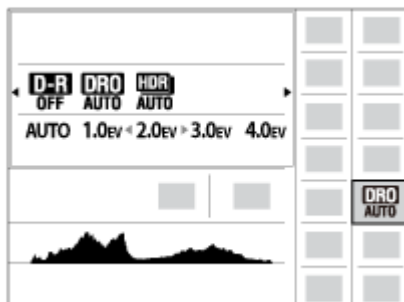 D-R DRO HDR
OFF AUTO AUTO
AUTO 1.0EV 2.0EV 3.0EV 4.0EV
DRO
AUTO